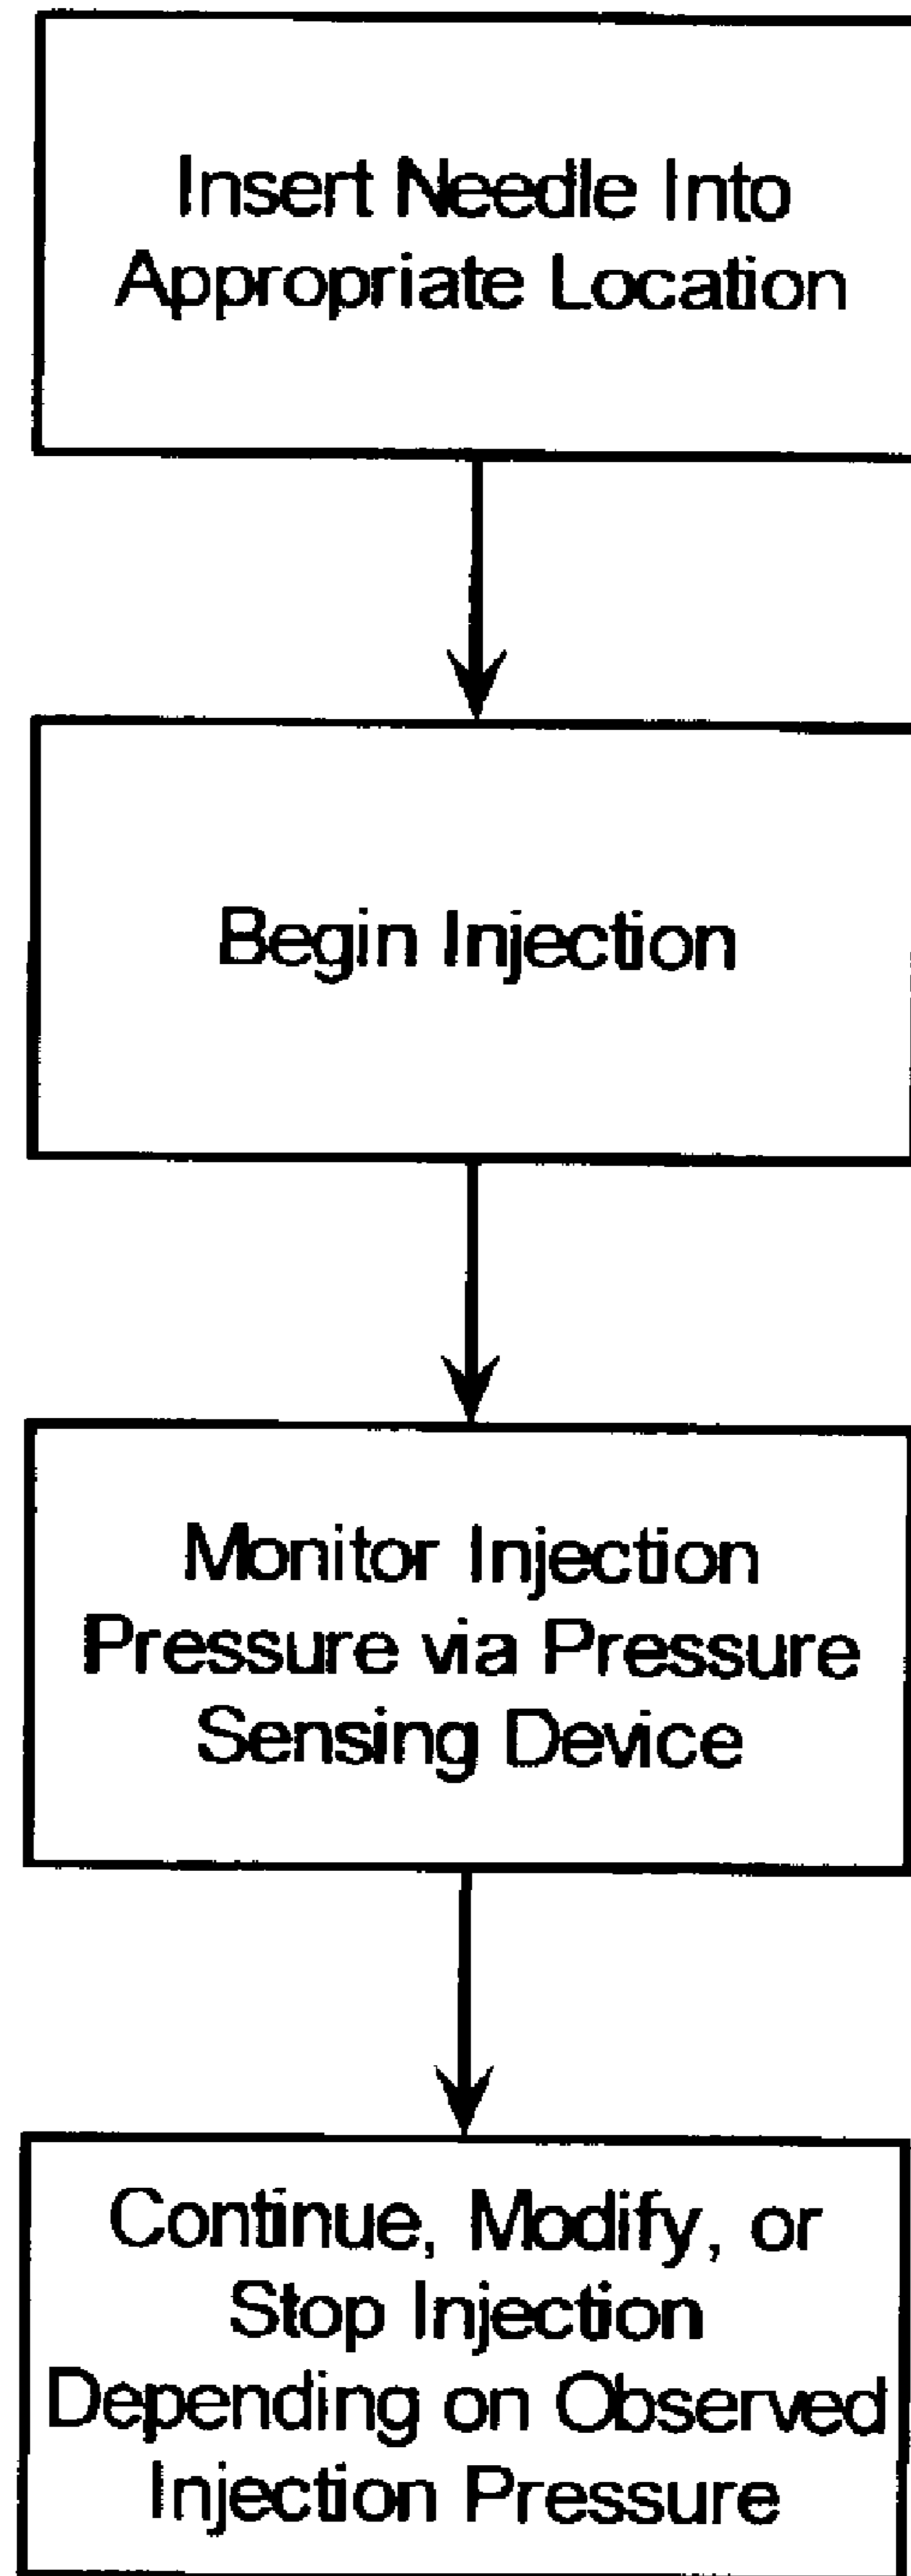 Insert Needle Into
Appropriate Location
Begin Injection
Monitor Injection
Pressure via Pressure
Sensing Device
Continue, Modify, or
Stop Injection
Depending on Observed
Injection Pressure